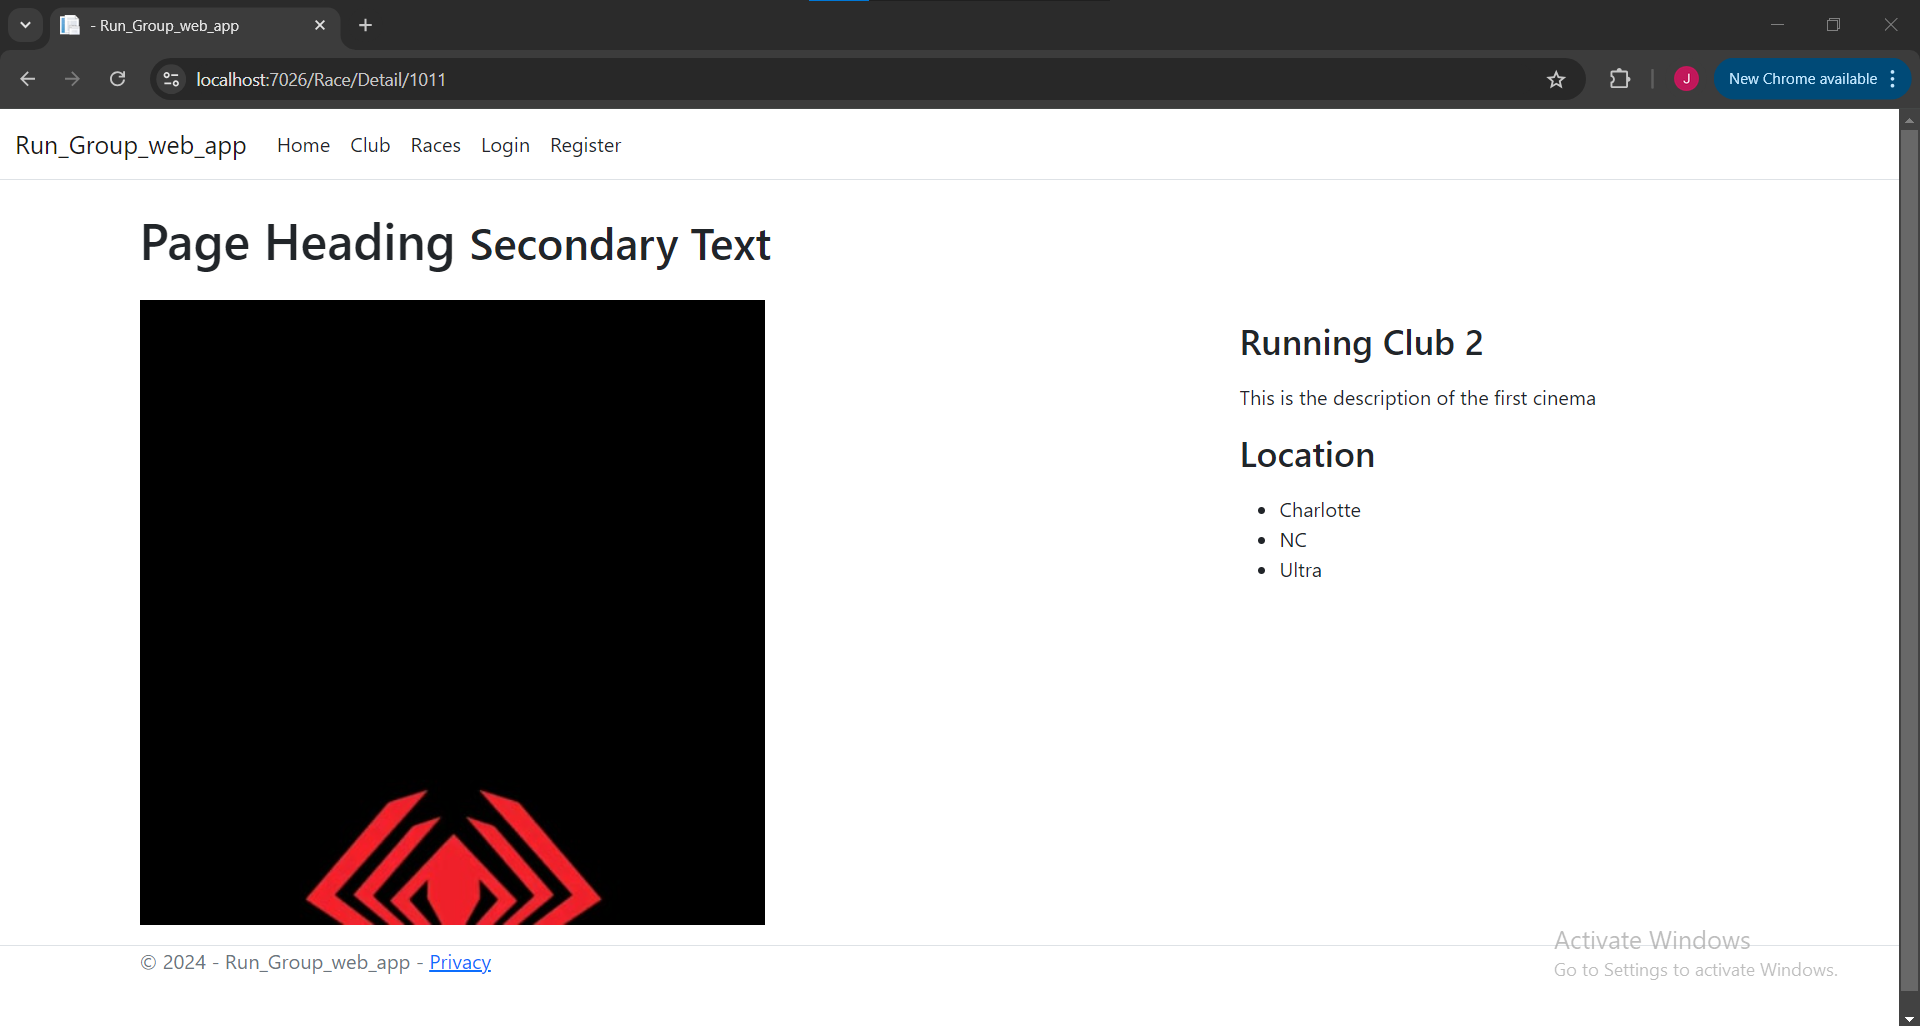 - Run_Group_web_app
localhost:7026/Race/Detail/1011
J
New Chrome available
Run_Group_web_app Home Club Races Login Register
Page Heading Secondary Text
Running Club 2
This is the description of the first cinema
Location
Charlotte
NC
Ultra
© 2024 - Run_Group_web_app - Privacy
Activate Windows
Go to Settings to activate Windows.